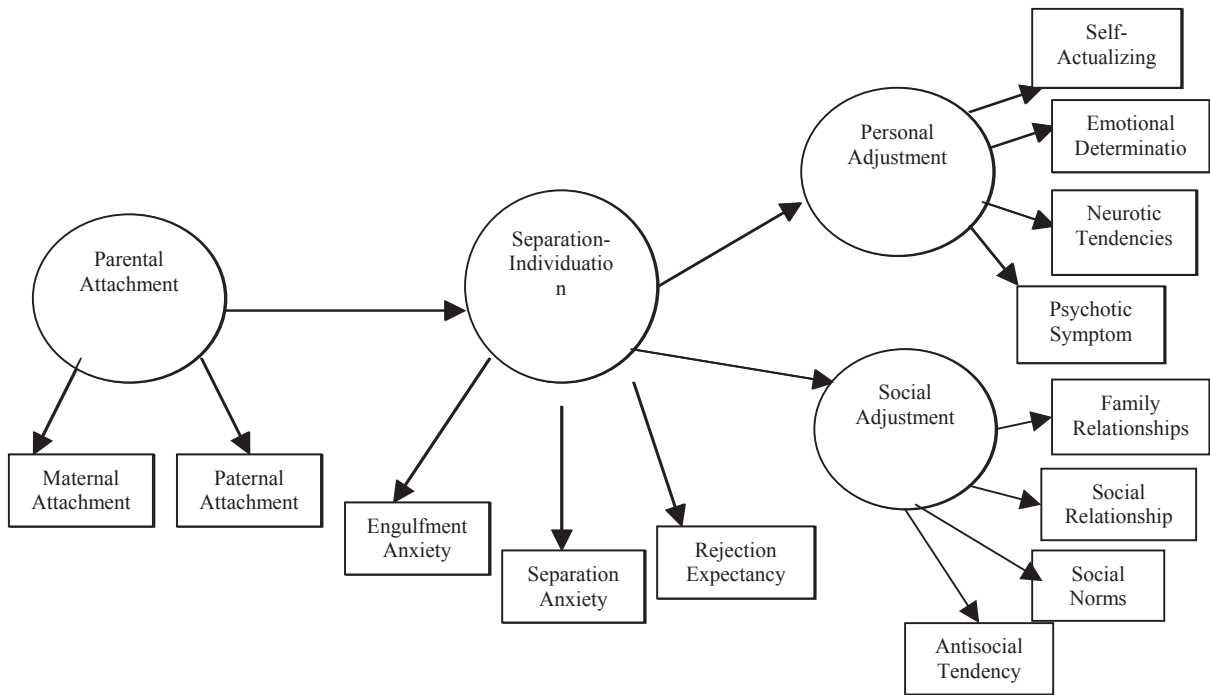 Parental
Attachment
Maternal
Attachment
Paternal
Attachment
Separation-
Individuatio
n
Engulfment
Anxiety
Separation
Anxiety
Rejection
Expectancy
Personal
Adjustment
Self-
Actualizing
Emotional
Determinatio
Neurotic
Tendencies
Psychotic
Symptom
Social
Adjustment
Family
Relationships
Social
Relationship
Social
Norms
Antisocial
Tendency